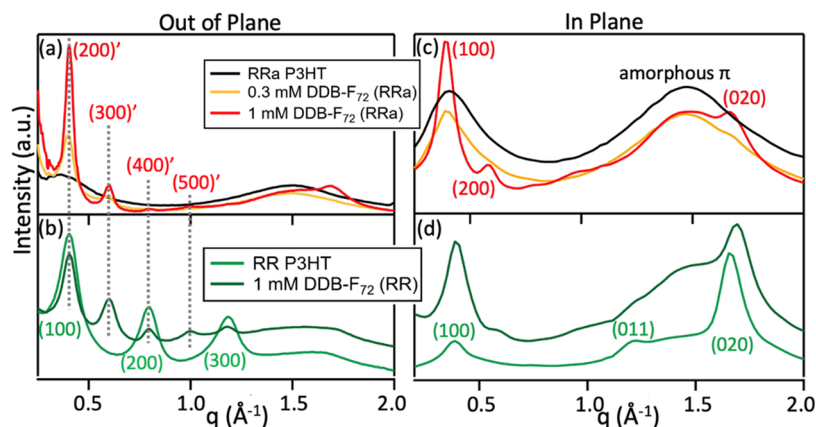 Out of Plane
In Plane
(a)
(200)'
(300)'
(400)'
(500)'
RRa P3HT
0.3 mM DDB-F₇₂ (RRa)
1 mM DDB-F₇₂ (RRa)
(c)
(100)
(200)
amorphous π
(020)
Intensity (a.u.)
(b)
(100)
(200)
(300)
RR P3HT
1 mM DDB-F₇₂ (RR)
(d)
(100)
(011)
(020)
0.5
1.0
1.5
2.0
q (Å⁻¹)
0.5
1.0
1.5
2.0
q (Å⁻¹)